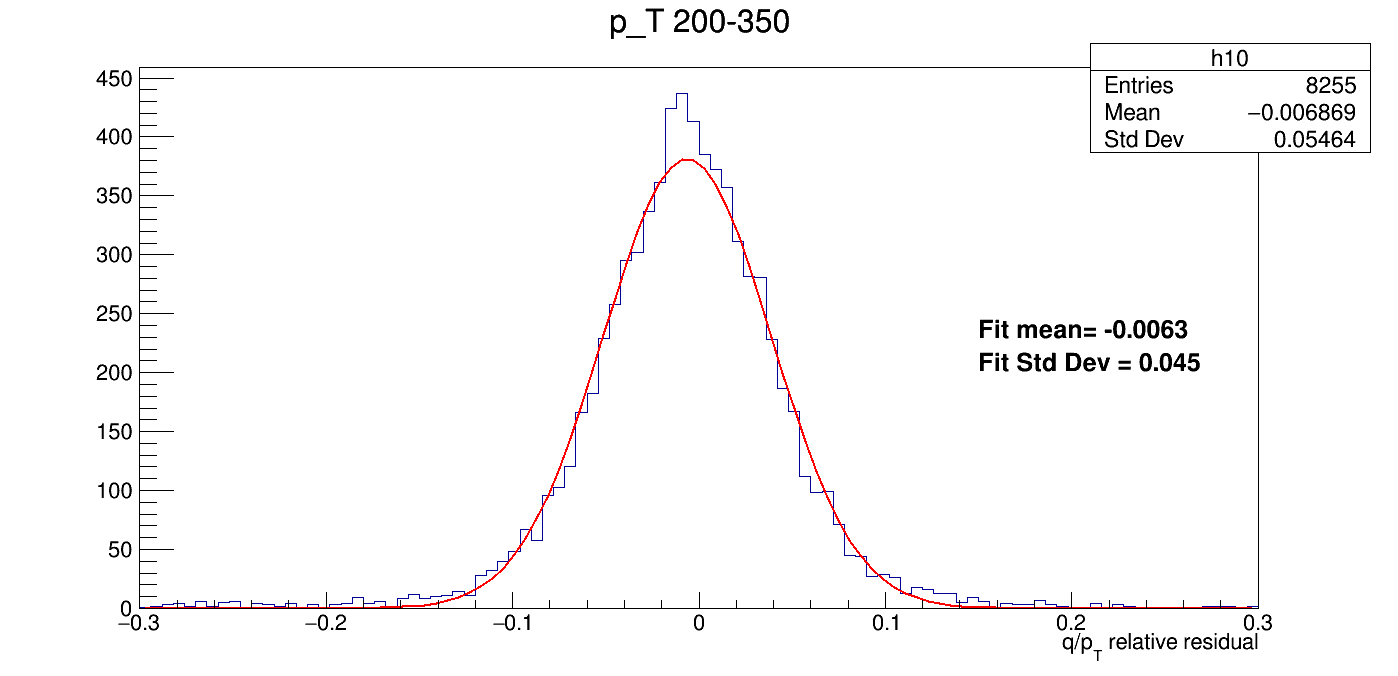 p_T 200-350
h10
Entries 8255
Mean −0.006869
Std Dev 0.05464
450
400
350
300
250
200
150
100
50
0
Fit mean= -0.0063
Fit Std Dev = 0.045
−0.3 −0.2 −0.1 0 0.1 0.2 0.3
q/p_T relative residual